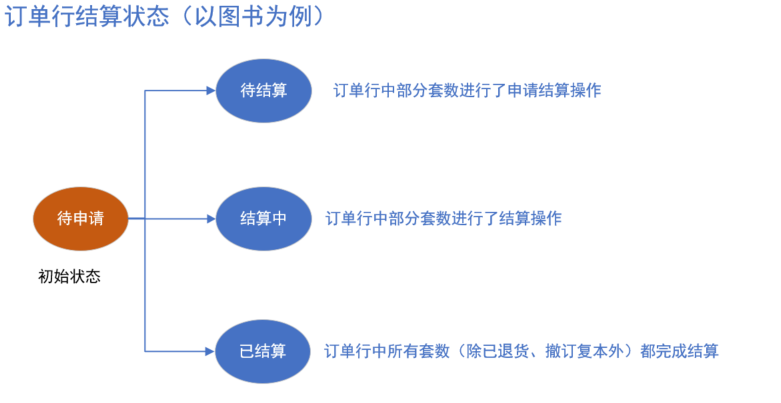 订单行结算状态（以图书为例）
待结算
订单行中部分套数进行了申请结算操作
待申请
结算中
订单行中部分套数进行了结算操作
初始状态
已结算
订单行中所有套数（除已退货、撤订复本外）都完成结算